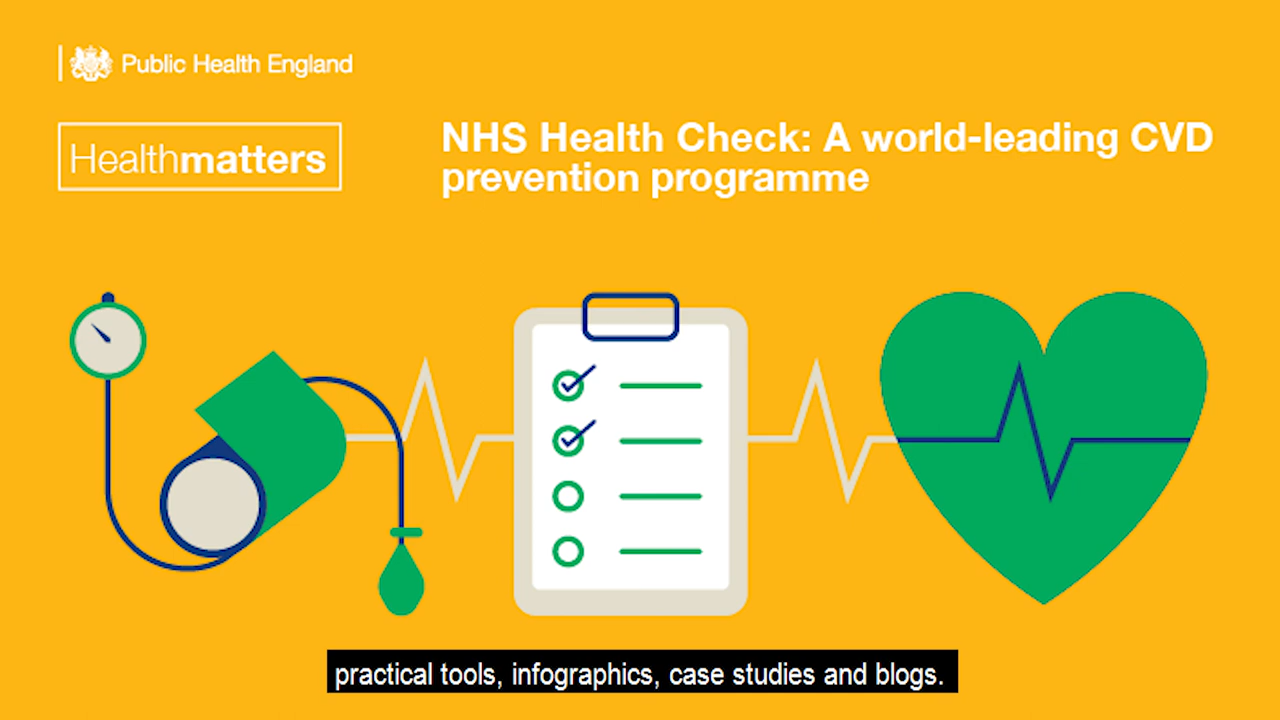 Public Health England
Healthmatters
NHS Health Check: A world-leading CVD
prevention programme
practical tools, infographics, case studies and blogs.